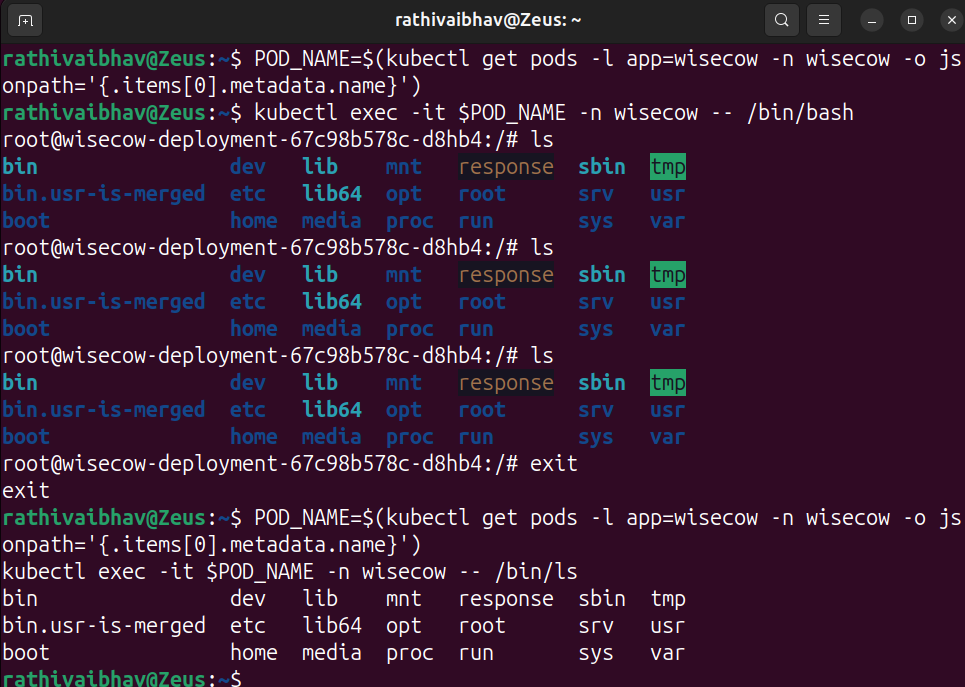 rathivaibhav@Zeus: ~
rathivaibhav@Zeus:~$ POD_NAME=$(kubectl get pods -l app=wisecow -n wisecow -o js
onpath='{.items[0].metadata.name}')
rathivaibhav@Zeus:~$ kubectl exec -it $POD_NAME -n wisecow -- /bin/bash
root@wisecow-deployment-67c98b578c-d8hb4:/# ls
bin dev lib mnt response sbin tmp
bin.usr-is-merged etc lib64 opt root srv usr
boot home media proc run sys var
root@wisecow-deployment-67c98b578c-d8hb4:/# ls
bin dev lib mnt response sbin tmp
bin.usr-is-merged etc lib64 opt root srv usr
boot home media proc run sys var
root@wisecow-deployment-67c98b578c-d8hb4:/# ls
bin dev lib mnt response sbin tmp
bin.usr-is-merged etc lib64 opt root srv usr
boot home media proc run sys var
root@wisecow-deployment-67c98b578c-d8hb4:/# exit
exit
rathivaibhav@Zeus:~$ POD_NAME=$(kubectl get pods -l app=wisecow -n wisecow -o js
onpath='{.items[0].metadata.name}')
kubectl exec -it $POD_NAME -n wisecow -- /bin/ls
bin dev lib mnt response sbin tmp
bin.usr-is-merged etc lib64 opt root srv usr
boot home media proc run sys var
rathivaibhav@Zeus:~$